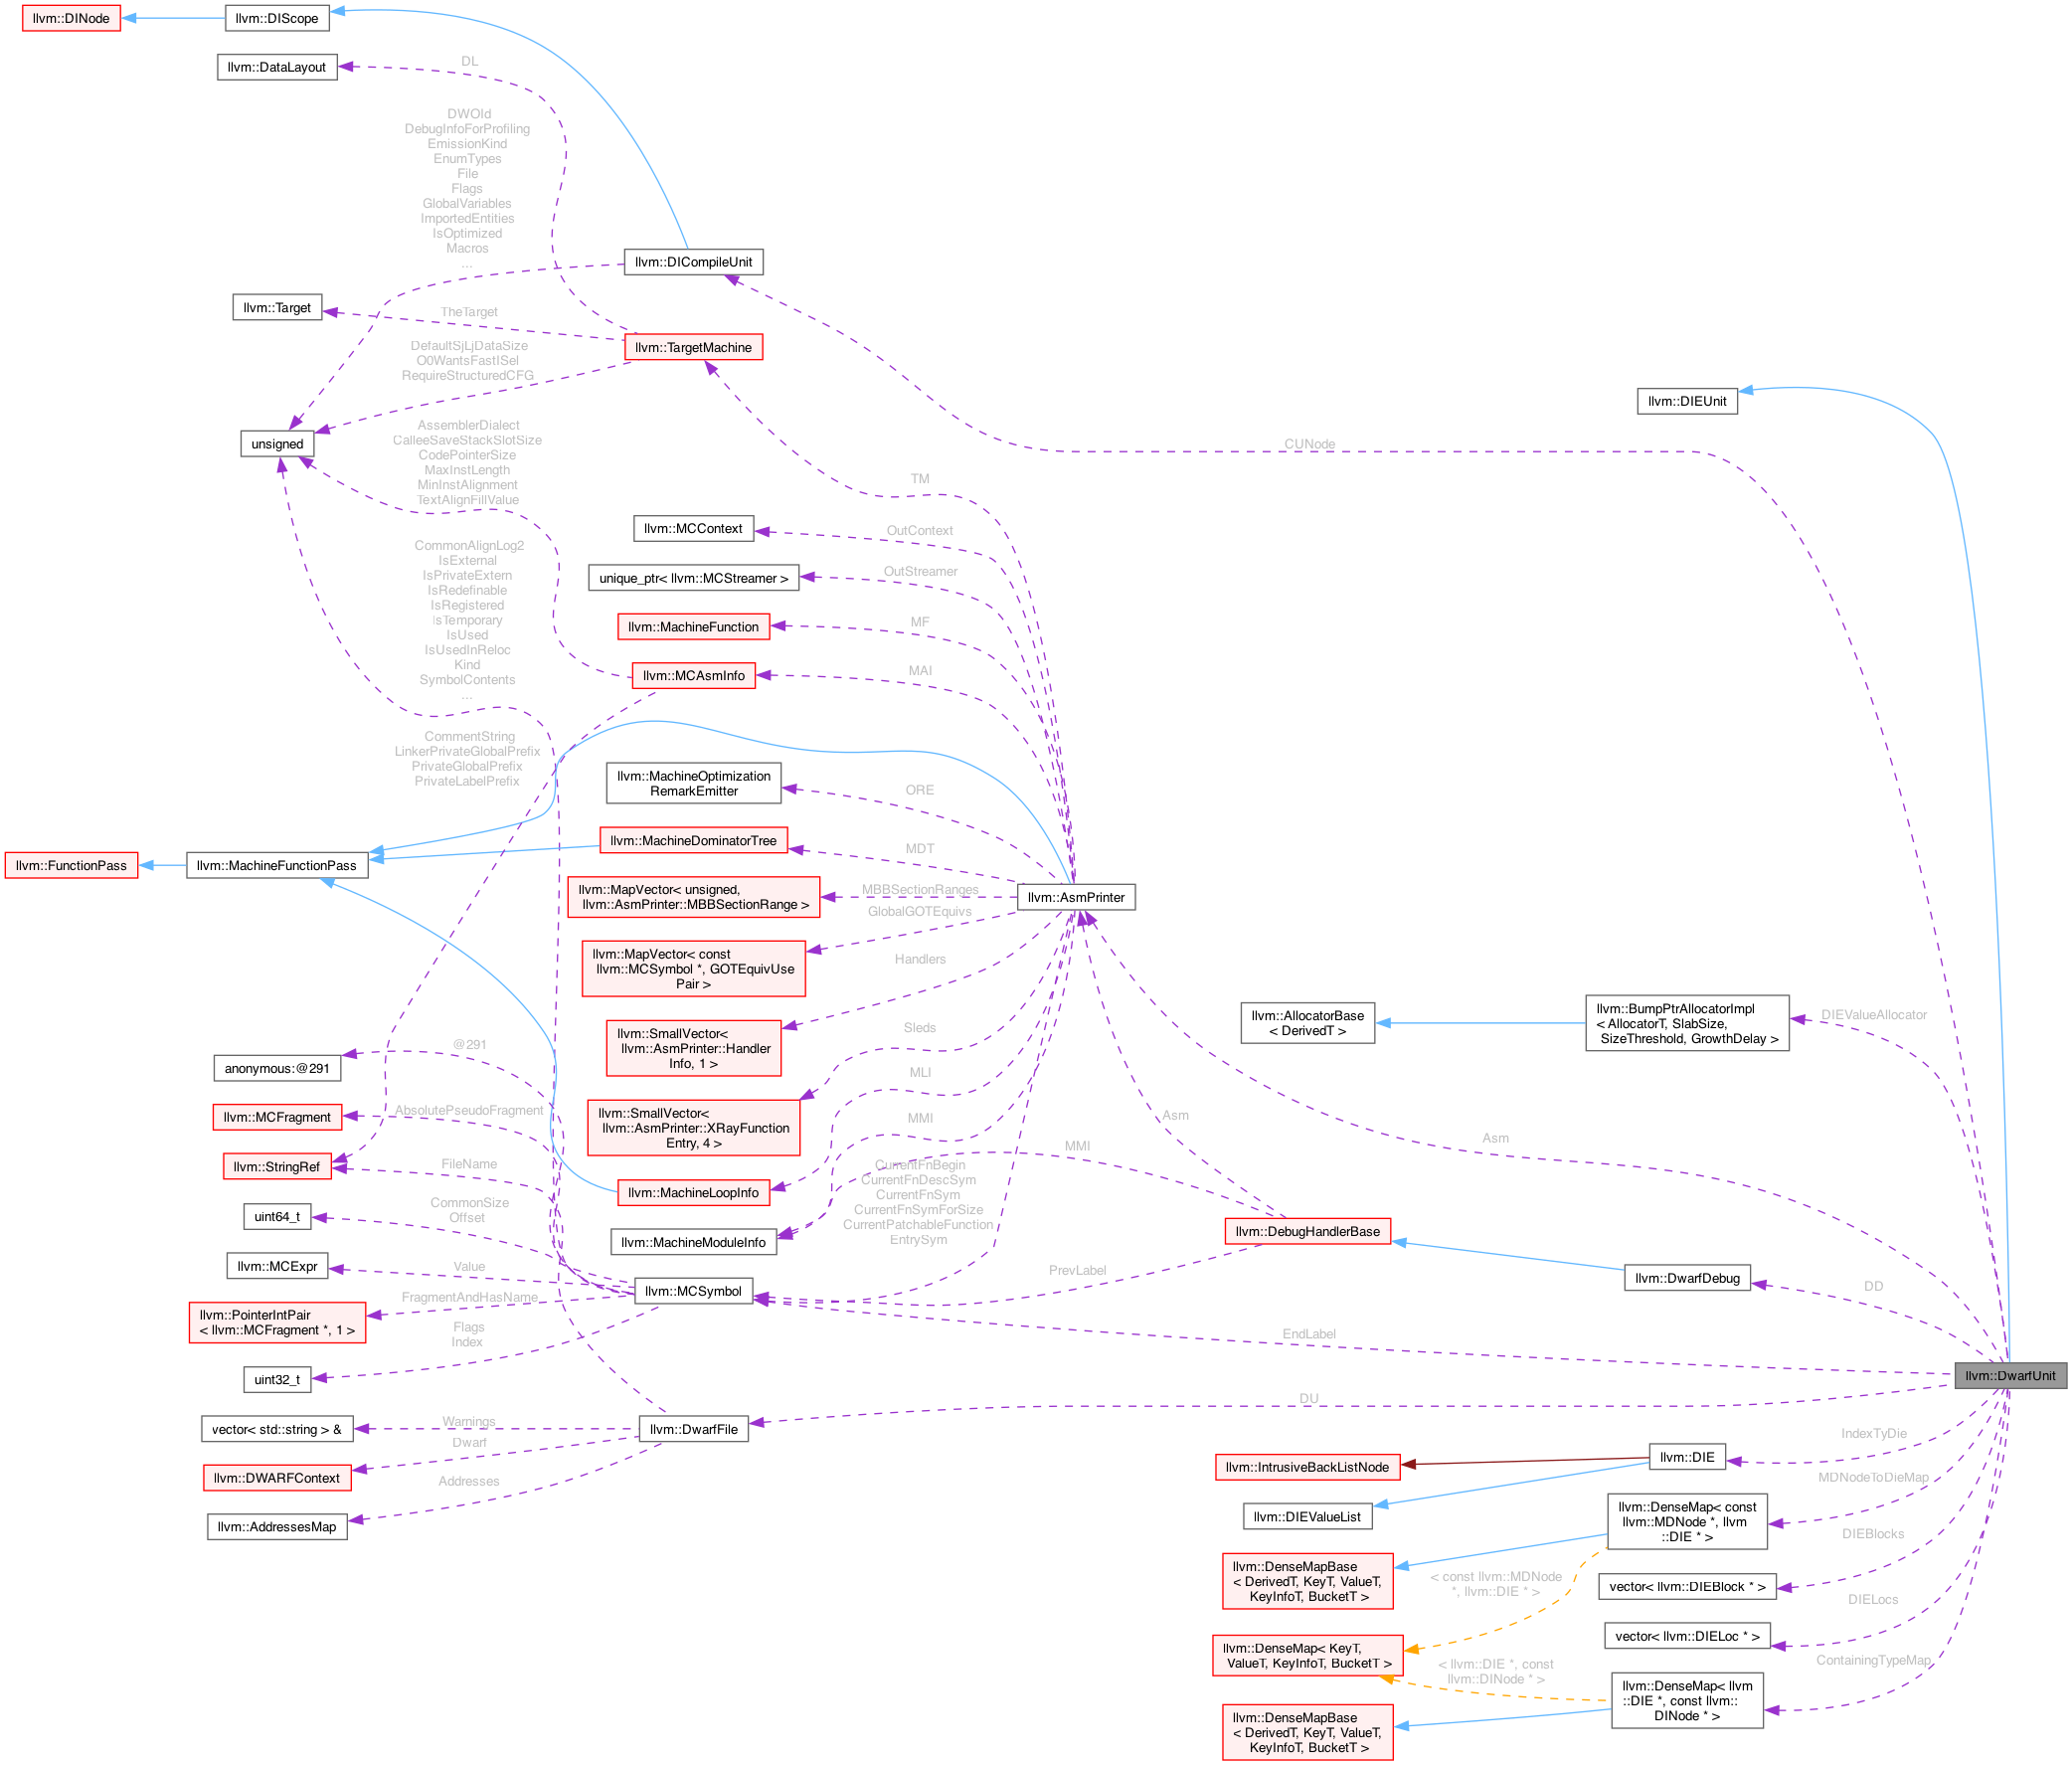 llvm::DINode
llvm::DIScope
llvm::DataLayout
DL
DWOId
DebugInfoForProfiling
EmissionKind
EnumTypes
File
Flags
GlobalVariables
ImportedEntities
IsOptimized
Macros
...
llvm::DICompileUnit
llvm::Target
TheTarget
llvm::TargetMachine
DefaultSjLjDataSize
O0WantsFastISel
RequireStructuredCFG
llvm::DIEUnit
unsigned
CUNode
AssemblerDialect
CalleeSaveStackSlotSize
CodePointerSize
MaxInstLength
MinInstAlignment
TextAlignFillValue
TM
llvm::MCContext
OutContext
unique_ptr< llvm::MCStreamer >
OutStreamer
CommonAlignLog2
IsExternal
IsPrivateExtern
IsRedefinable
IsRegistered
IsTemporary
IsUsed
IsUsedInReloc
Kind
SymbolContents
...
llvm::MachineFunction
MF
llvm::MCAsmInfo
MAI
CommentString
LinkerPrivateGlobalPrefix
PrivateGlobalPrefix
PrivateLabelPrefix
llvm::MachineOptimization
RemarkEmitter
ORE
llvm::FunctionPass
llvm::MachineFunctionPass
llvm::MachineDominatorTree
MDT
llvm::MapVector< unsigned,
llvm::AsmPrinter::MBBSectionRange >
MBBSectionRanges
llvm::AsmPrinter
GlobalGOTEquivs
llvm::MapVector< const
llvm::MCSymbol *, GOTEquivUse
Pair >
Handlers
llvm::SmallVector<
llvm::AsmPrinter::Handler
Info, 1 >
Sleds
llvm::AllocatorBase
< DerivedT >
llvm::BumpPtrAllocatorImpl
< AllocatorT, SlabSize,
SizeThreshold, GrowthDelay >
DIEValueAllocator
anonymous:@291
@291
MLI
llvm::MCFragment
AbsolutePseudoFragment
llvm::SmallVector<
llvm::AsmPrinter::XRayFunction
Entry, 4 >
MMI
Asm
Asm
MMI
llvm::StringRef
FileName
llvm::MachineLoopInfo
CurrentFnBegin
CurrentFnDescSym
CurrentFnSym
CurrentFnSymForSize
CurrentPatchableFunction
EntrySym
uint64_t
CommonSize
Offset
llvm::MachineModuleInfo
llvm::DebugHandlerBase
llvm::MCExpr
Value
PrevLabel
llvm::DwarfDebug
DD
llvm::MCSymbol
FragmentAndHasName
llvm::PointerIntPair
< llvm::MCFragment *, 1 >
Flags
Index
EndLabel
uint32_t
llvm::DwarfUnit
DU
vector< std::string > &
Warnings
llvm::DwarfFile
Dwarf
llvm::DWARFContext
Addresses
llvm::AddressesMap
IndexTyDie
llvm::IntrusiveBackListNode
llvm::DIE
MDNodeToDieMap
llvm::DIEValueList
llvm::DenseMap< const
llvm::MDNode *, llvm
::DIE * >
DIEBlocks
llvm::DenseMapBase
< DerivedT, KeyT, ValueT,
KeyInfoT, BucketT >
< const llvm::MDNode
*, llvm::DIE * >
vector< llvm::DIEBlock * >
DIELocs
llvm::DenseMap< KeyT,
ValueT, KeyInfoT, BucketT >
vector< llvm::DIELoc * >
< llvm::DIE *, const
llvm::DINode * >
ContainingTypeMap
llvm::DenseMap< llvm
::DIE *, const llvm::
DINode * >
llvm::DenseMapBase
< DerivedT, KeyT, ValueT,
KeyInfoT, BucketT >